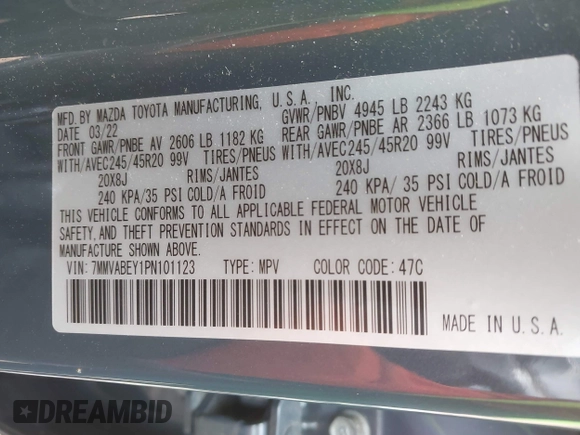 MFD. BY MAZDA TOYOTA MANUFACTURING, U.S.A., INC.
DATE 03/22 GVWR/PNBV 4945 LB 2243 KG
FRONT GAWR/PNBE AV 2606 LB 1182 KG REAR GAWR/PNBE AR 2366 LB 1073 KG
WITH/AVEC245/45R20 99V TIRES/PNEUS WITH/AVEC245/45R20 99V TIRES/PNEUS
20X8J RIMS/JANTES 20X8J RIMS/JANTES
240 KPA/35 PSI COLD/A FROID 240 KPA/ 35 PSI COLD/A FROID
THIS VEHICLE CONFORMS TO ALL APPLICABLE FEDERAL MOTOR VEHICLE
SAFETY, AND THEFT PREVENTION STANDARDS IN EFFECT ON THE DATE OF
MANUFACTURE SHOWN ABOVE.
VIN: 7MMVABEY1PN101123 TYPE: MPV COLOR CODE: 47C
MADE IN U.S.A.
DREAMBID